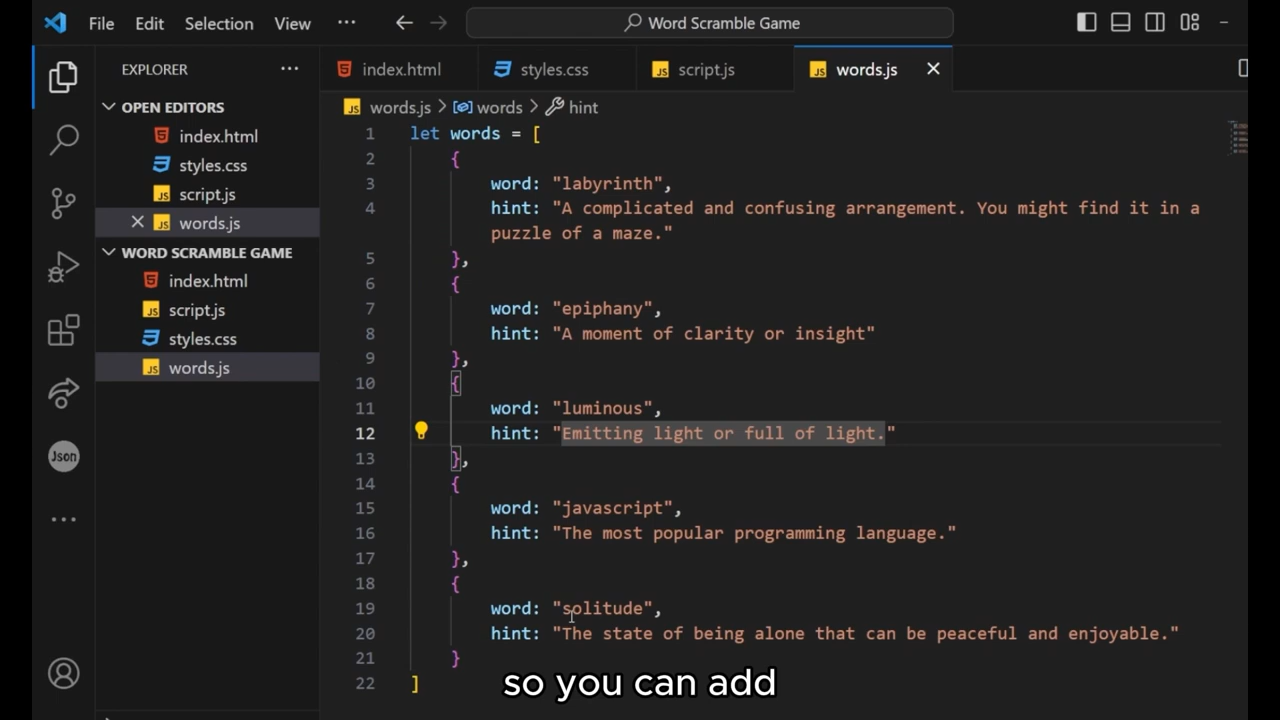 File Edit Selection View ··· Word Scramble Game
EXPLORER ···
index.html styles.css script.js words.js
OPEN EDITORS
index.html
styles.css
script.js
words.js
WORD SCRAMBLE GAME
index.html
script.js
styles.css
words.js
Json
words.js > words > hint
1 let words = [
2 {
3 word: "labyrinth",
4 hint: "A complicated and confusing arrangement. You might find it in a
puzzle of a maze."
5 },
6 {
7 word: "epiphany",
8 hint: "A moment of clarity or insight"
9 },
10 {
11 word: "luminous",
12 hint: "Emitting light or full of light."
13 },
14 {
15 word: "javascript",
16 hint: "The most popular programming language."
17 },
18 {
19 word: "solitude",
20 hint: "The state of being alone that can be peaceful and enjoyable."
21 }
22 ]
so you can add